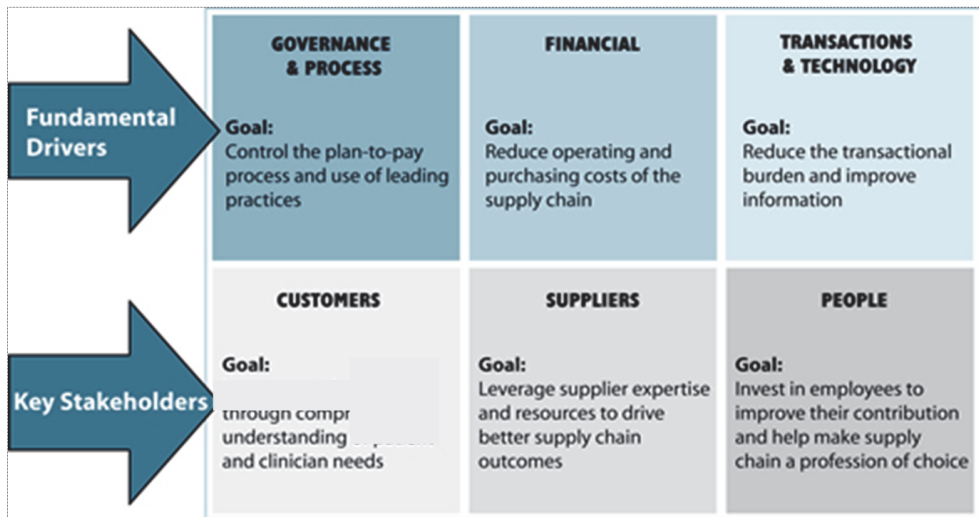 Fundamental
Drivers
GOVERNANCE
& PROCESS
Goal:
Control the plan-to-pay
process and use of leading
practices
FINANCIAL
Goal:
Reduce operating and
purchasing costs of the
supply chain
TRANSACTIONS
& TECHNOLOGY
Goal:
Reduce the transactional
burden and improve
information
Key Stakeholders
CUSTOMERS
Goal:
through
understanding
and clinician needs
SUPPLIERS
Goal:
Leverage supplier expertise
and resources to drive
better supply chain
outcomes
PEOPLE
Goal:
Invest in employees to
improve their contribution
and help make supply
chain a profession of choice